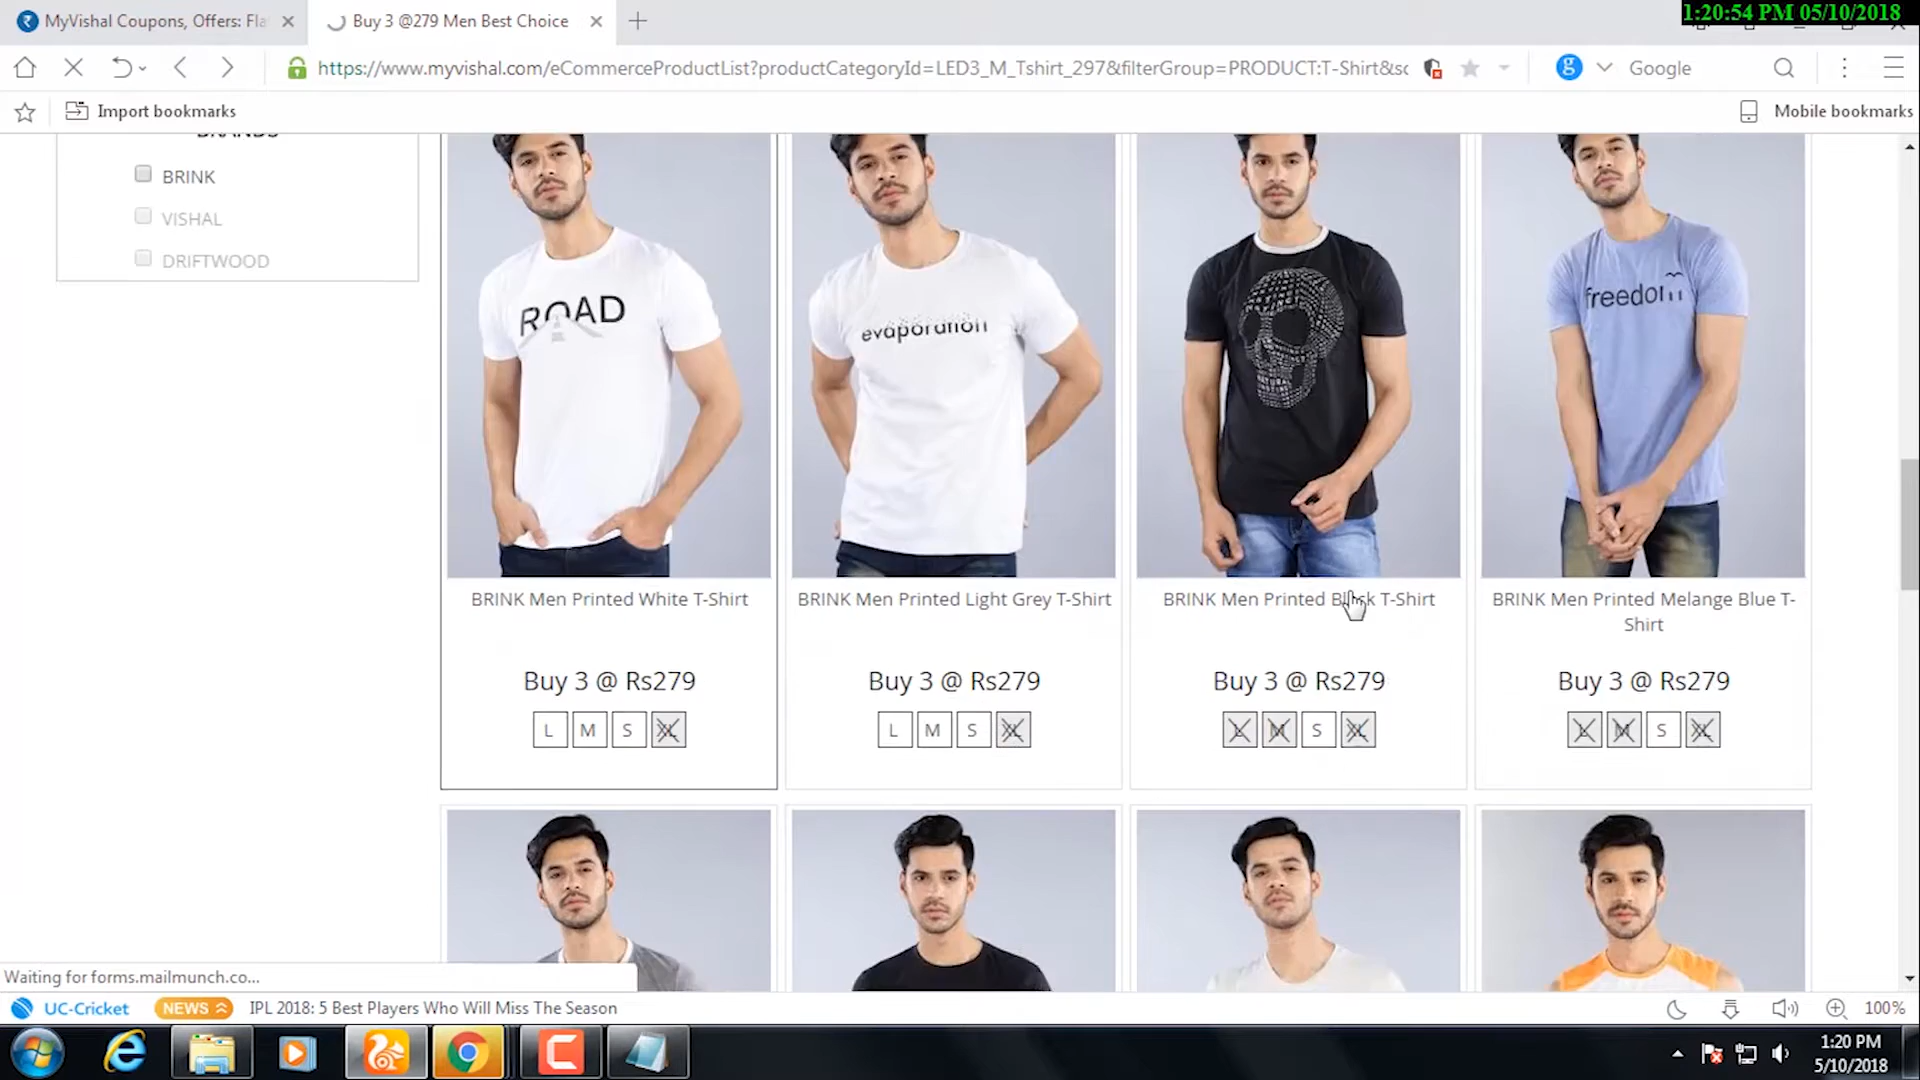 1:20:54 PM 05/10/2018
MyVishal Coupons, Offers: Fla
Buy 3 @279 Men Best Choice
https://www.myvishal.com/eCommerceProductList?productCategoryId=LED3_M_Tshirt_297&filterGroup=PRODUCT:T-Shirt&sc
Google
Import bookmarks
Mobile bookmarks
BRANDS
BRINK
VISHAL
DRIFTWOOD
ROAD
evaporation
freedom
BRINK Men Printed White T-Shirt
BRINK Men Printed Light Grey T-Shirt
BRINK Men Printed Black T-Shirt
BRINK Men Printed Melange Blue T-
Shirt
Buy 3 @ Rs279
Buy 3 @ Rs279
Buy 3 @ Rs279
Buy 3 @ Rs279
L M S XL
L M S XL
L M S XL
L M S XL
Waiting for forms.mailmunch.co...
UC-Cricket
NEWS
IPL 2018: 5 Best Players Who Will Miss The Season
100%
1:20 PM
5/10/2018